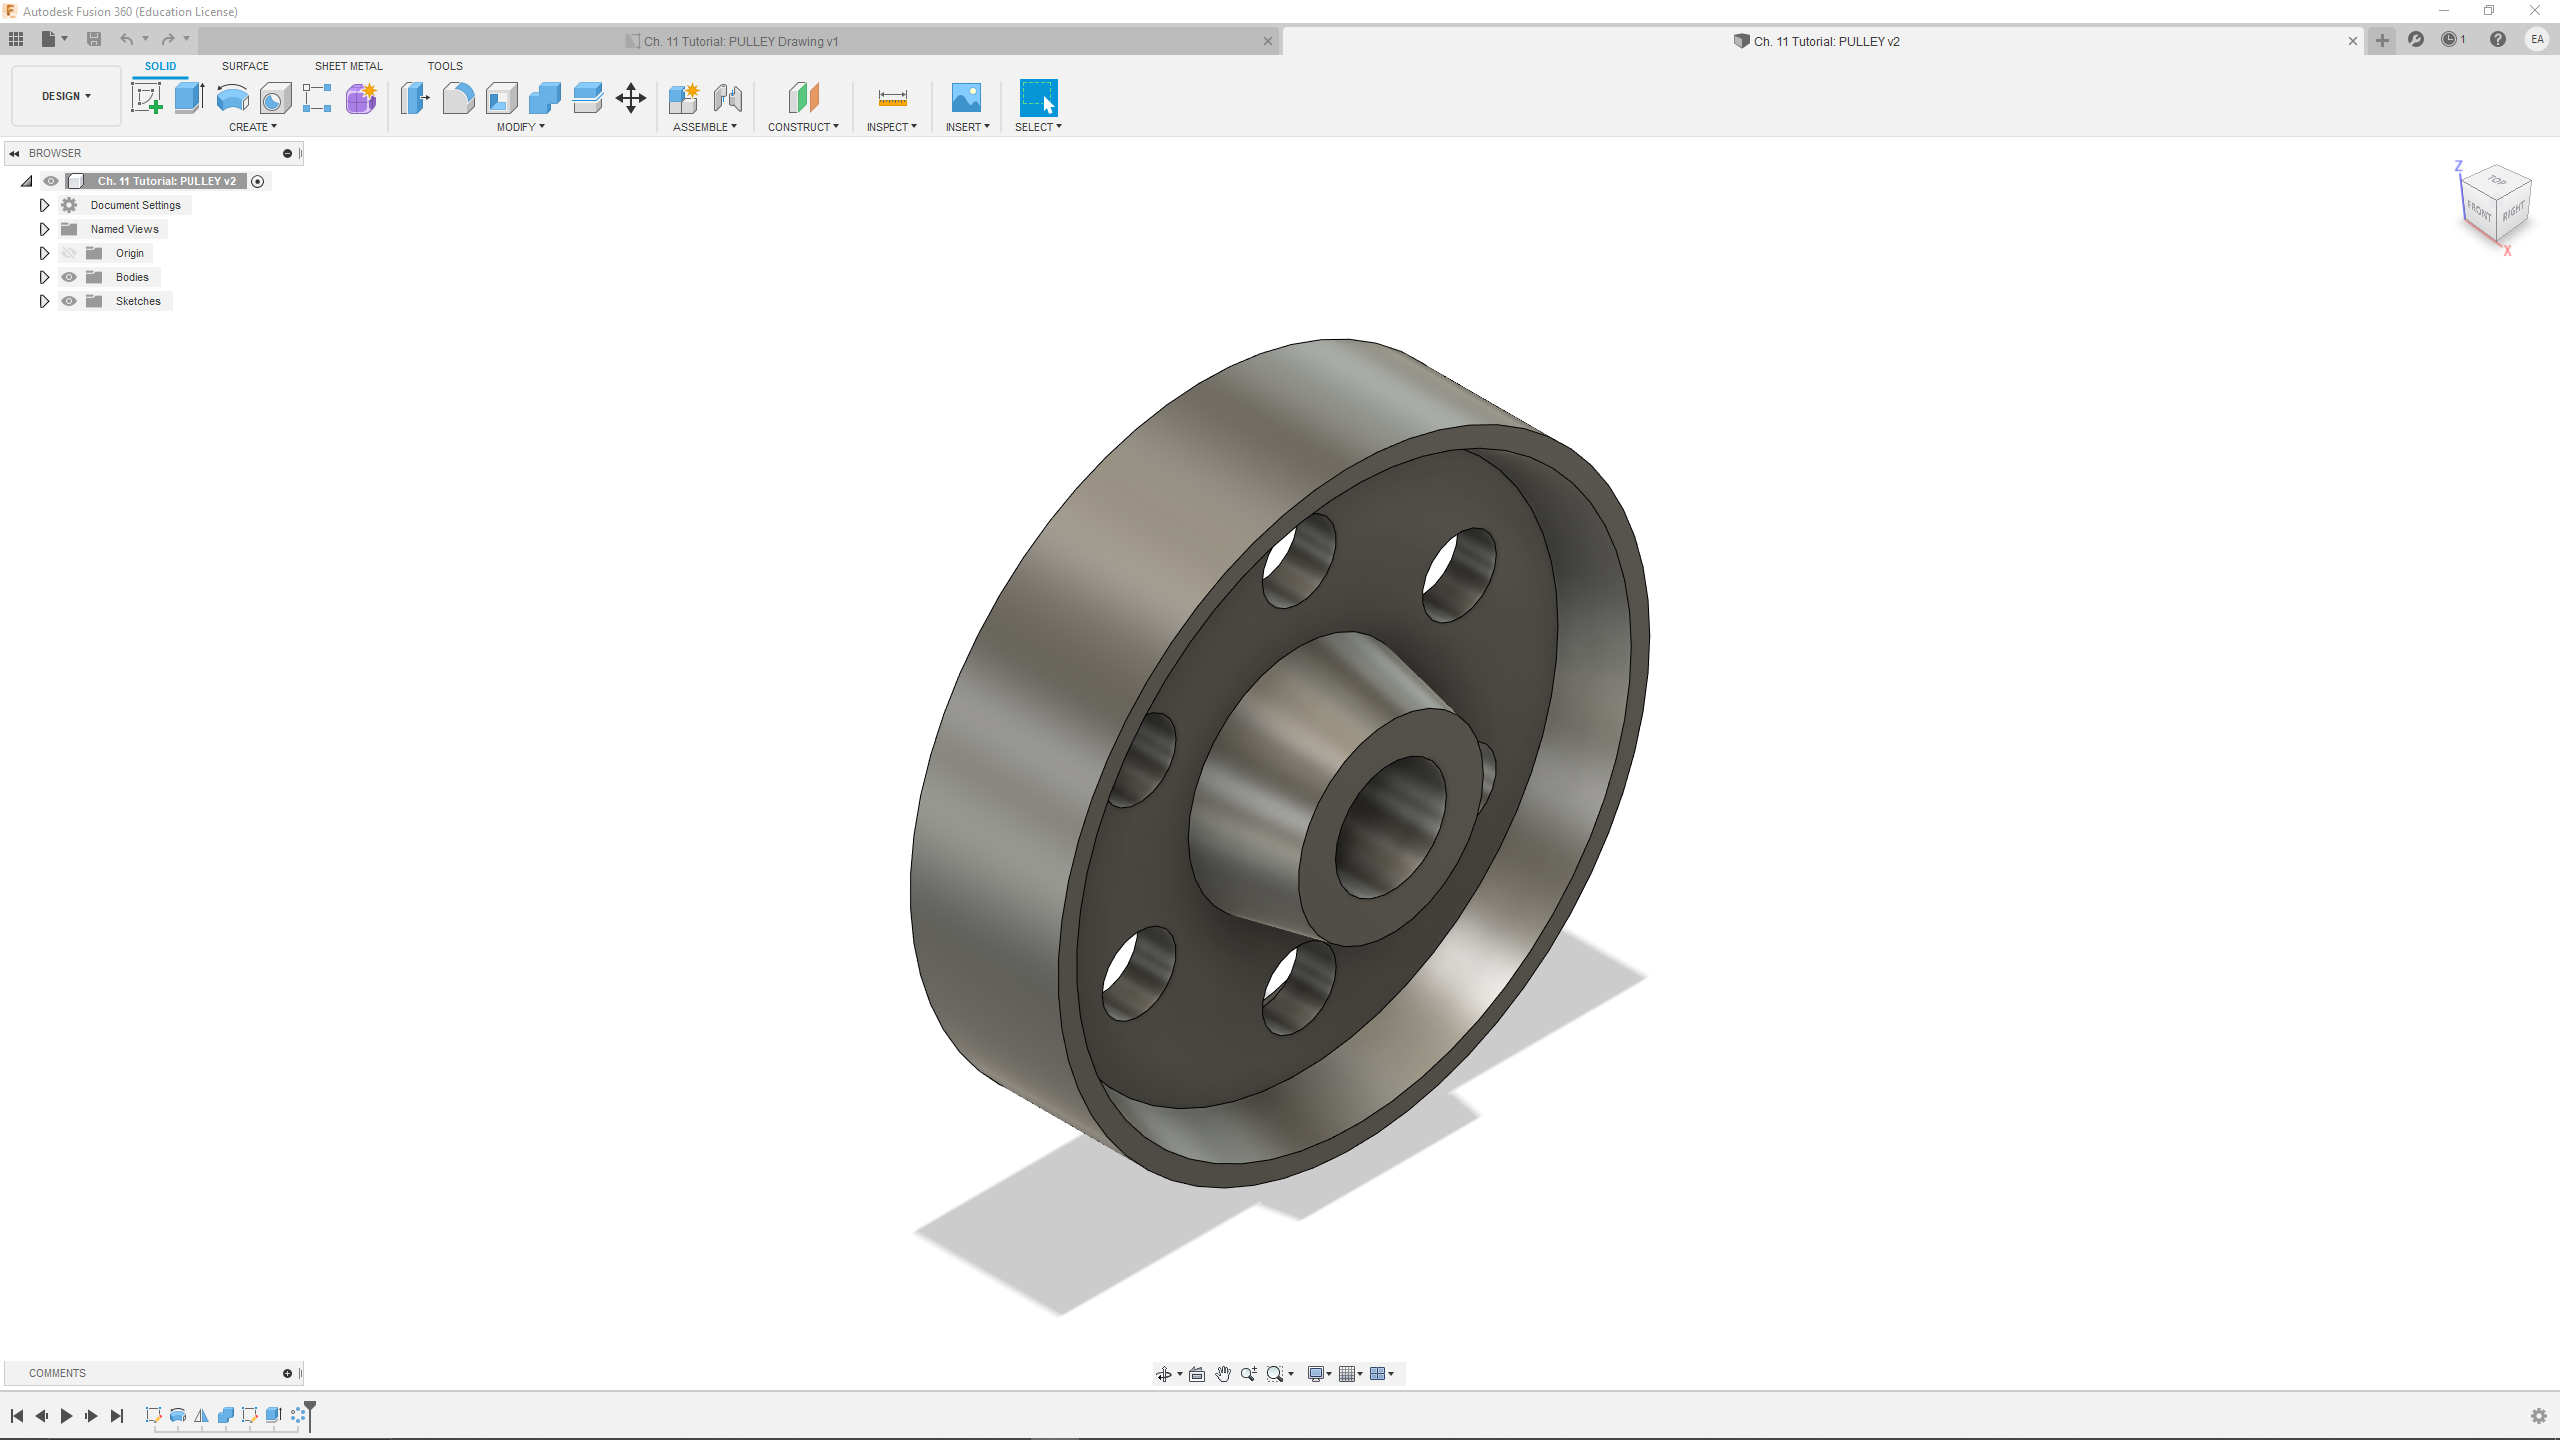 Autodesk Fusion 360 (Education License)
Ch. 11 Tutorial: PULLEY Drawing v1
Ch. 11 Tutorial: PULLEY v2
1
EA
SOLID SURFACE SHEET METAL TOOLS
DESIGN
CREATE MODIFY ASSEMBLE CONSTRUCT INSPECT INSERT SELECT
BROWSER
Ch. 11 Tutorial: PULLEY v2
Document Settings
Named Views
Origin
Bodies
Sketches
Z
TOP
FRONT
RIGHT
X
COMMENTS